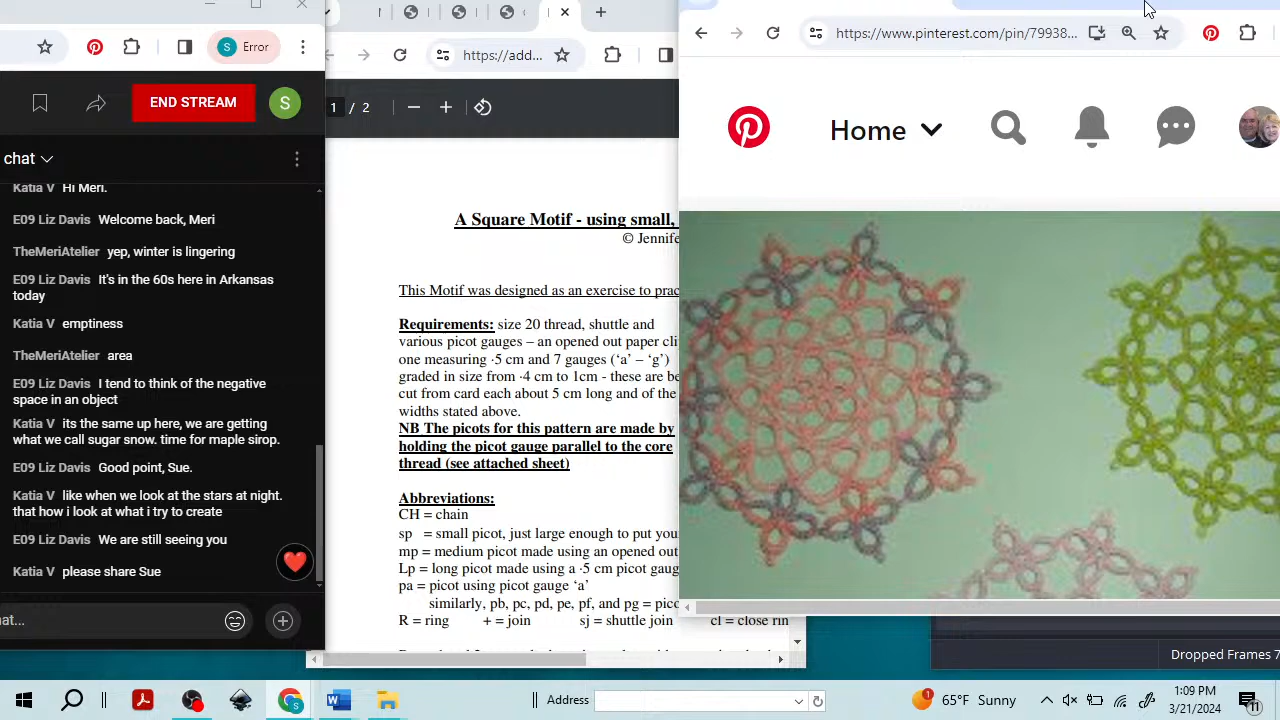 Error
END STREAM
S
chat
Katia V Hi Meri.
E09 Liz Davis Welcome back, Meri
TheMeriAtelier yep, winter is lingering
E09 Liz Davis It's in the 60s here in Arkansas
today
Katia V emptiness
TheMeriAtelier area
E09 Liz Davis I tend to think of the negative
space in an object
Katia V its the same up here, we are getting
what we call sugar snow. time for maple sirop.
E09 Liz Davis Good point, Sue.
Katia V like when we look at the stars at night.
that how i look at what i try to create
E09 Liz Davis We are still seeing you
Katia V please share Sue
hat...
https://add...
1 / 2
A Square Motif - using small,
© Jennife
This Motif was designed as an exercise to prac
Requirements: size 20 thread, shuttle and
various picot gauges – an opened out paper cli
one measuring ·5 cm and 7 gauges (‘a’ – ‘g’)
graded in size from ·4 cm to 1cm - these are be
cut from card each about 5 cm long and of the
widths stated above.
NB The picots for this pattern are made by
holding the picot gauge parallel to the core
thread (see attached sheet)
Abbreviations:
CH = chain
sp = small picot, just large enough to put you
mp = medium picot made using an opened out
Lp = long picot made using a ·5 cm picot gaug
pa = picot using picot gauge ‘a’
similarly, pb, pc, pd, pe, pf, and pg = pico
R = ring + = join sj = shuttle join cl = close rin
https://www.pinterest.com/pin/79938...
Home
Dropped Frames 7
Address
65°F Sunny
1:09 PM
3/21/2024
11